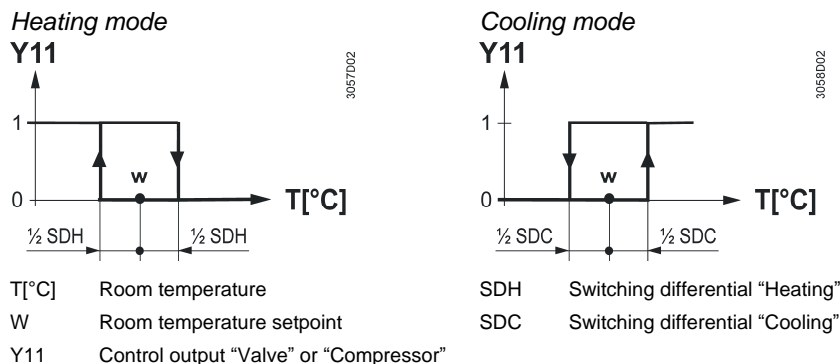 Heating mode
Y11
3057D02
1
w
0
T[°C]
½ SDH
½ SDH
Cooling mode
Y11
3058D02
1
w
0
T[°C]
½ SDC
½ SDC
T[°C] Room temperature
W Room temperature setpoint
Y11 Control output “Valve” or “Compressor”
SDH Switching differential “Heating”
SDC Switching differential “Cooling”